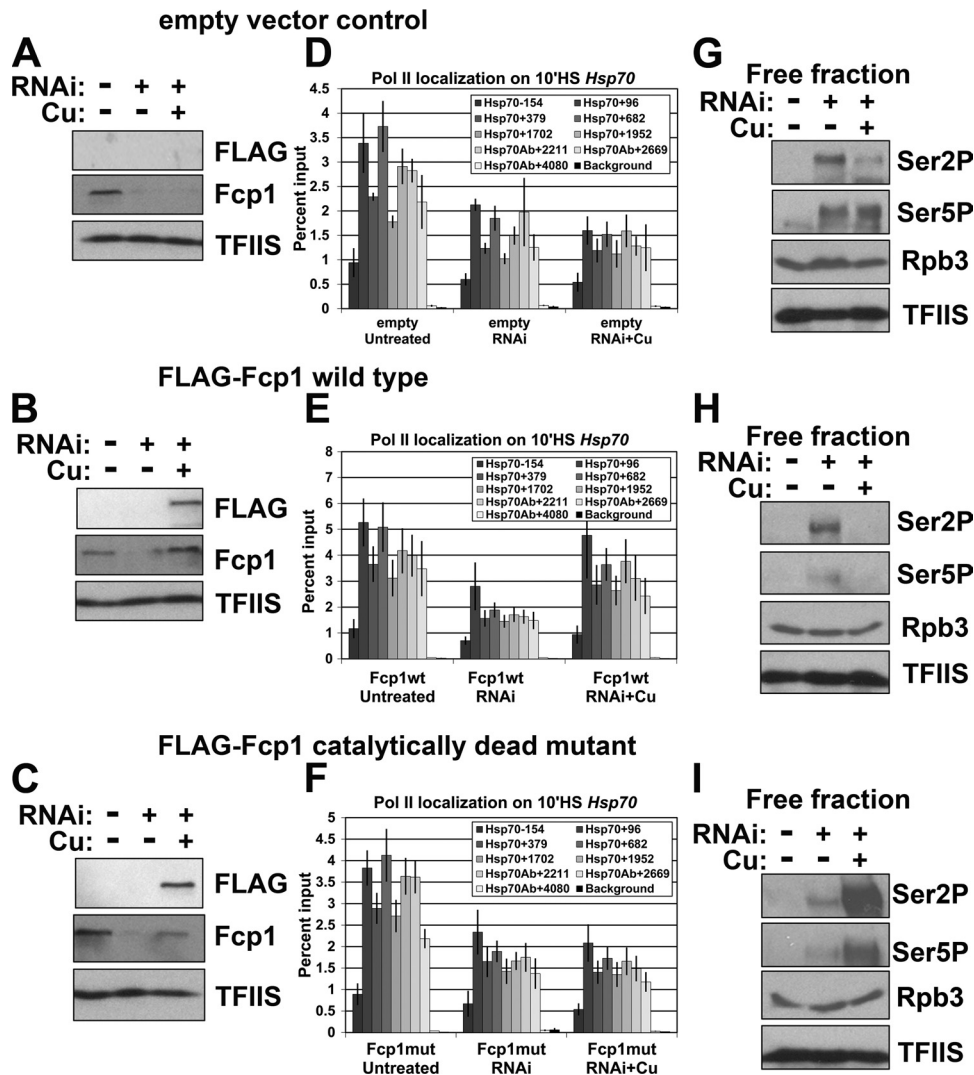 empty vector control
A
RNAi: - + +
Cu: - - +
FLAG
Fcp1
TFIIS
D
Pol II localization on 10'HS Hsp70
Percent input
4.5
4
3.5
3
2.5
2
1.5
1
0.5
0
Hsp70-154 Hsp70+96
Hsp70+379 Hsp70+682
Hsp70+1702 Hsp70+1952
Hsp70Ab+2211 Hsp70Ab+2669
Hsp70Ab+4080 Background
empty Untreated
empty RNAi
empty RNAi+Cu
G
Free fraction
RNAi: - + +
Cu: - - +
Ser2P
Ser5P
Rpb3
TFIIS
FLAG-Fcp1 wild type
B
RNAi: - + +
Cu: - - +
FLAG
Fcp1
TFIIS
E
Pol II localization on 10'HS Hsp70
Percent input
8
7
6
5
4
3
2
1
0
Hsp70-154 Hsp70+96
Hsp70+379 Hsp70+682
Hsp70+1702 Hsp70+1952
Hsp70Ab+2211 Hsp70Ab+2669
Hsp70Ab+4080 Background
Fcp1wt Untreated
Fcp1wt RNAi
Fcp1wt RNAi+Cu
H
Free fraction
RNAi: - + +
Cu: - - +
Ser2P
Ser5P
Rpb3
TFIIS
FLAG-Fcp1 catalytically dead mutant
C
RNAi: - + +
Cu: - - +
FLAG
Fcp1
TFIIS
F
Pol II localization on 10'HS Hsp70
Percent input
5
4.5
4
3.5
3
2.5
2
1.5
1
0.5
0
Hsp70-154 Hsp70+96
Hsp70+379 Hsp70+682
Hsp70+1702 Hsp70+1952
Hsp70Ab+2211 Hsp70Ab+2669
Hsp70Ab+4080 Background
Fcp1mut Untreated
Fcp1mut RNAi
Fcp1mut RNAi+Cu
I
Free fraction
RNAi: - + +
Cu: - - +
Ser2P
Ser5P
Rpb3
TFIIS